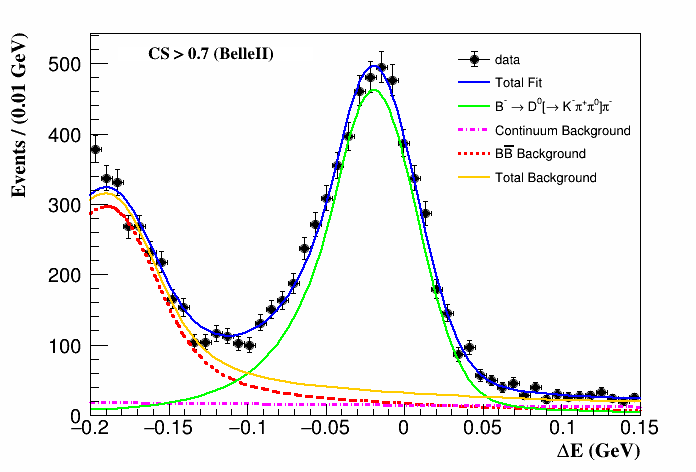 CS > 0.7 (BelleII)
Events / (0.01 GeV)
500
400
300
200
100
0
data
Total Fit
B⁻ → D⁰[→ K⁻π⁺π⁰]π⁻
Continuum Background
BB̅ Background
Total Background
−0.2 −0.15 −0.1 −0.05 0 0.05 0.1 0.15
ΔE (GeV)